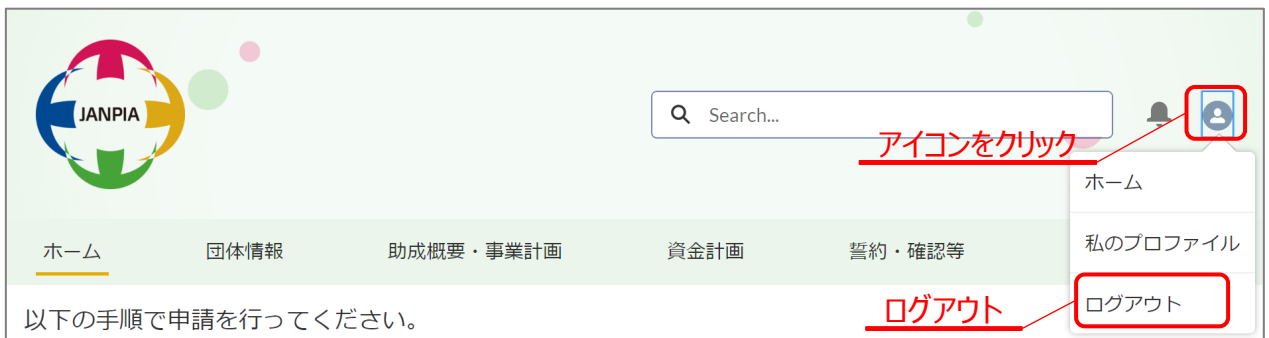 JANPIA
Search...
アイコンをクリック
ホーム
私のプロファイル
ログアウト
ホーム 団体情報 助成概要・事業計画 資金計画 誓約・確認等
ログアウト
以下の手順で申請を行ってください。